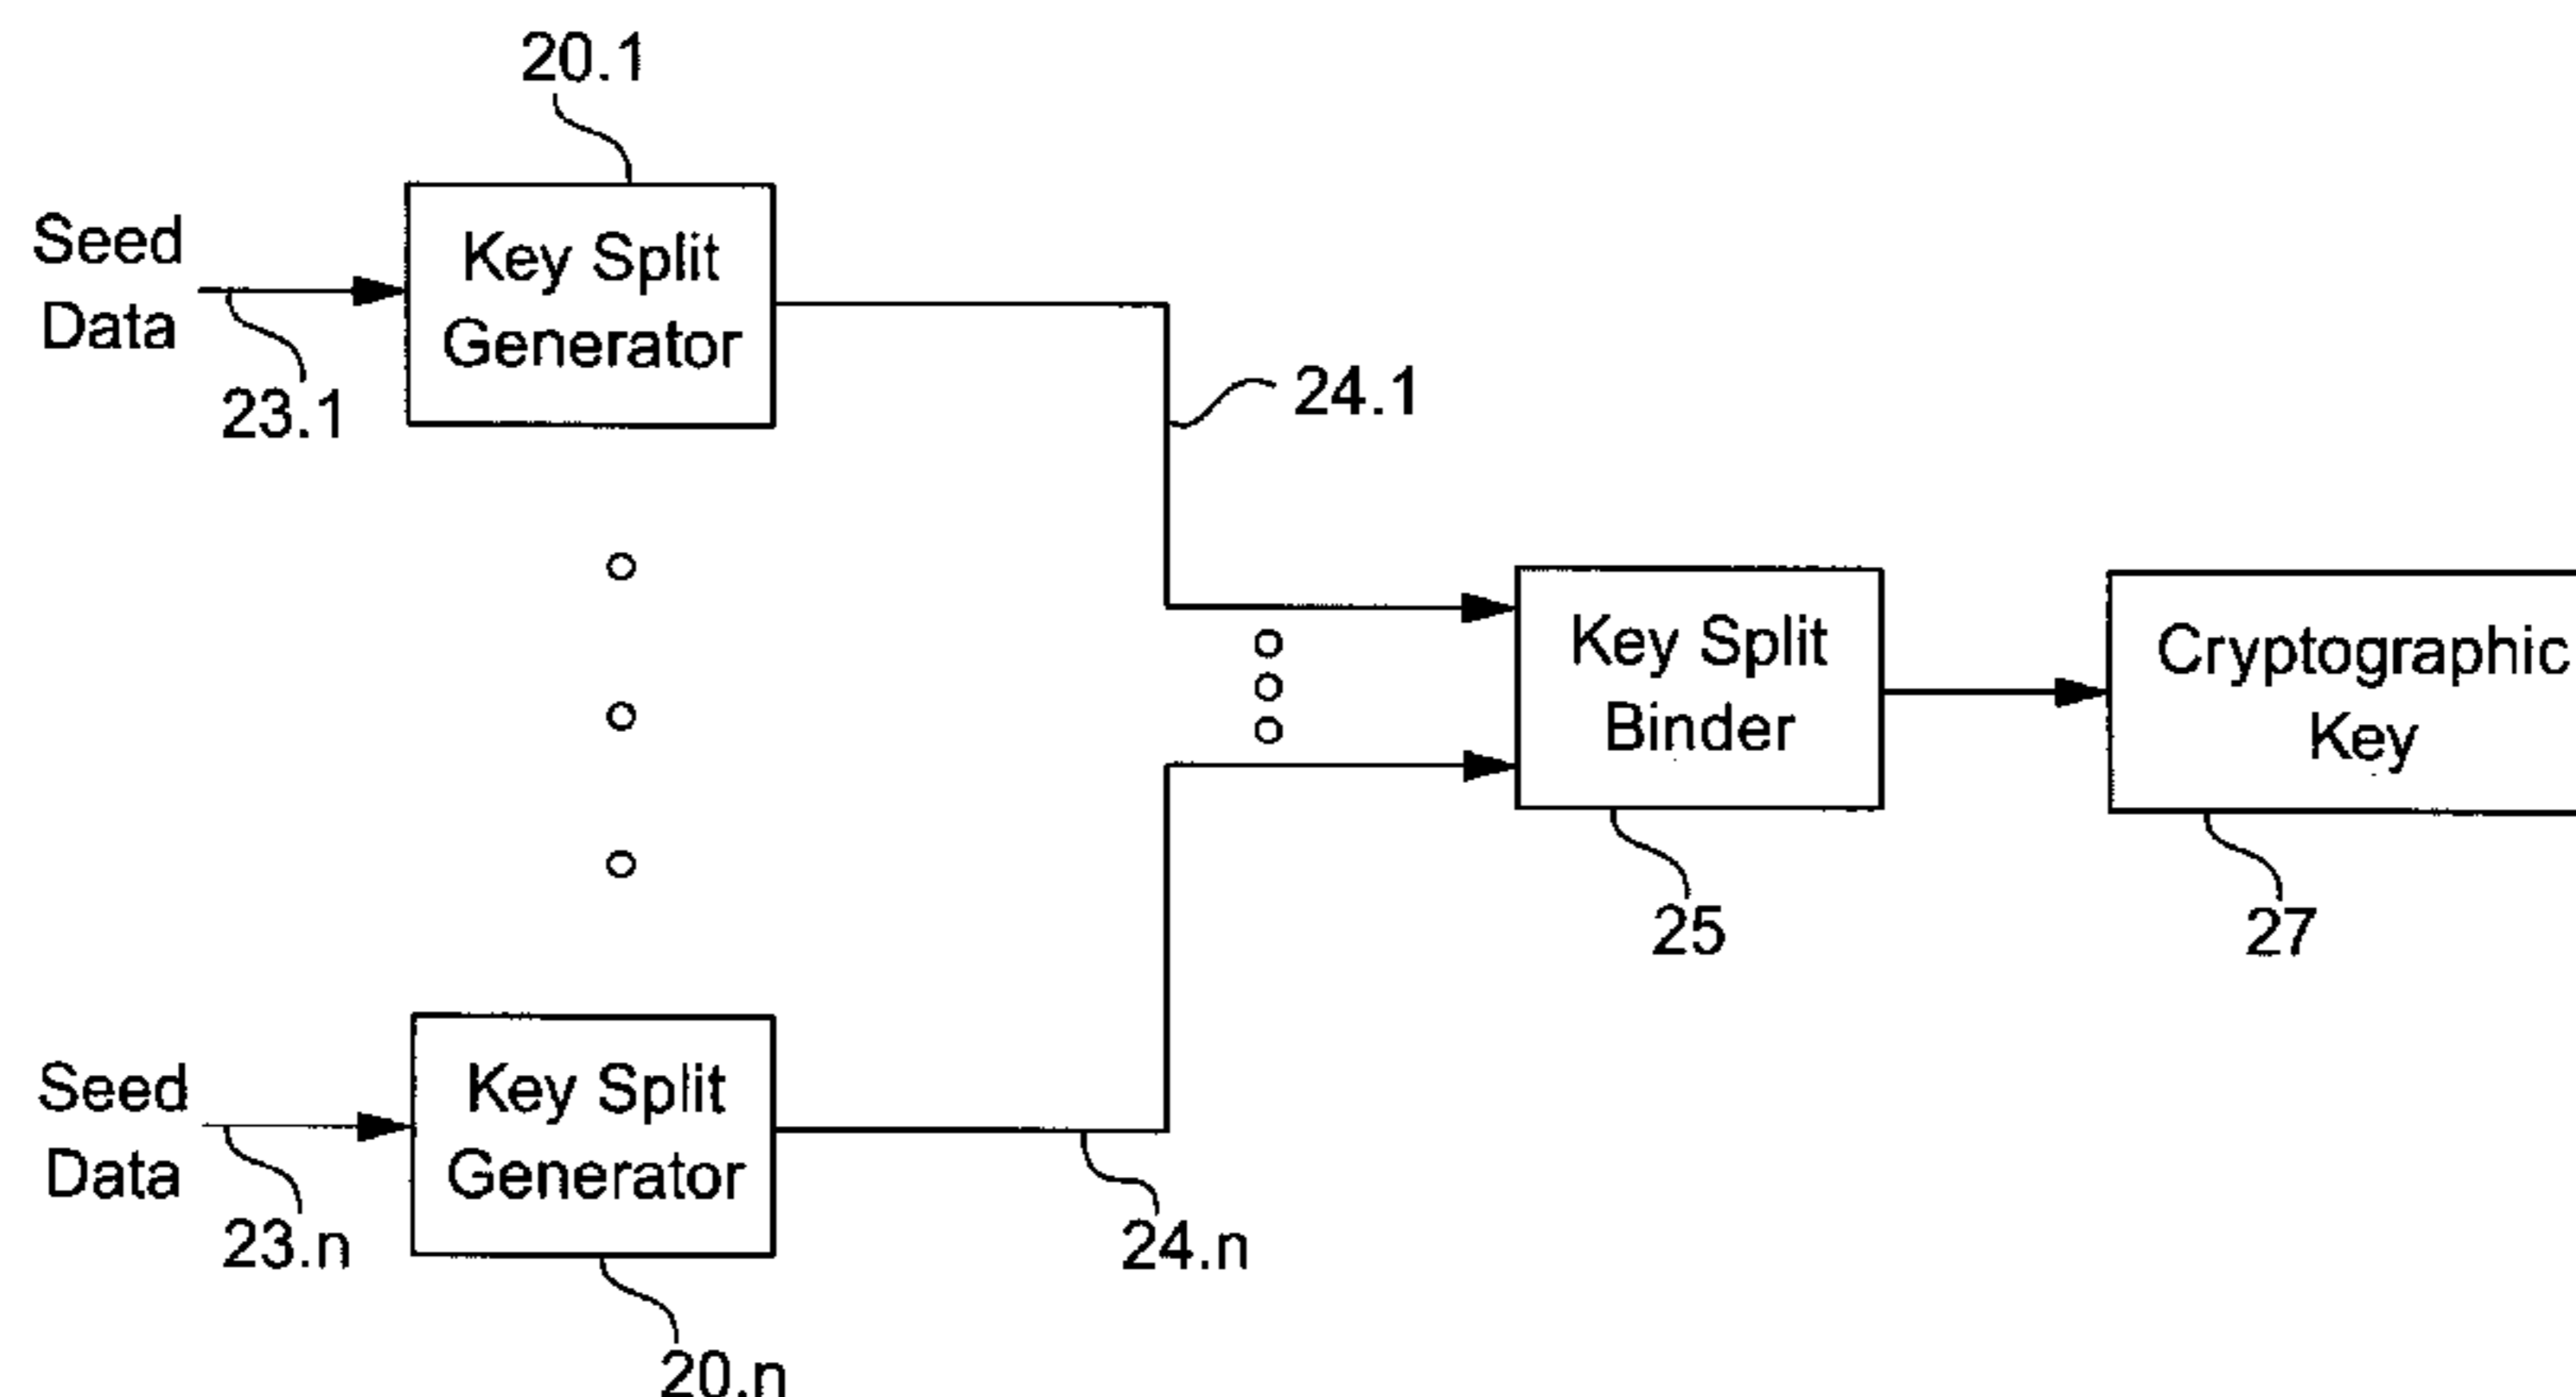 20.1
Seed
Data
23.1
Key Split
Generator
24.1
Key Split
Binder
25
Cryptographic
Key
27
Seed
Data
23.n
Key Split
Generator
24.n
20.n